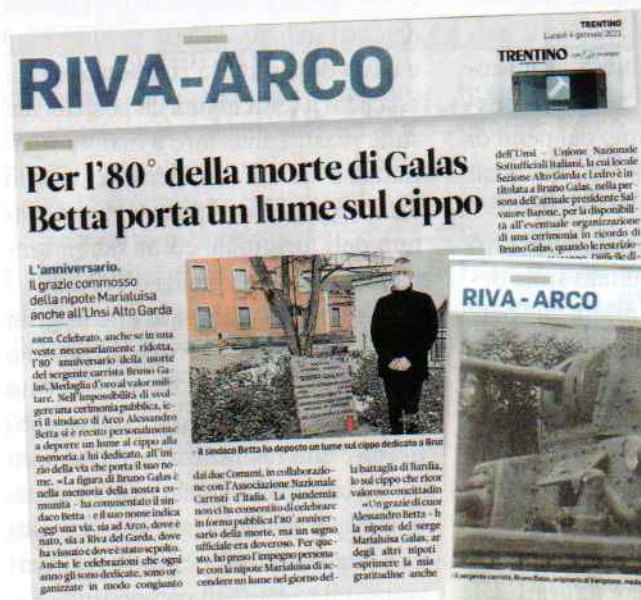 TRENTINO
Lunedì 4 gennaio 2021
RIVA-ARCO
TRENTINO
Per l'80° della morte di Galas
Betta porta un lume sul cippo
L'anniversario.
Il grazie commosso
della nipote Marialuisa
anche all'Unsi Alto Garda
ARCO. Celebrato, anche se in una
veste necessariamente ridotta,
l'80° anniversario della morte
del sergente carrista Bruno Ga-
las, Medaglia d'oro al valor mili-
tare. Nell'impossibilità di svol-
gere una cerimonia pubblica, ie-
ri il sindaco di Arco Alessandro
Betta si è recato personalmente
a deporre un lume al cippo alla
memoria a lui dedicato, all'ini-
zio della via che porta il suo no-
me. «La figura di Bruno Galas è
nella memoria della nostra co-
munità - ha commentato il sin-
daco Betta - e il suo nome indica
oggi una via, sia ad Arco, dove è
nato, sia a Riva del Garda, dove
ha vissuto e dove è stato sepolto.
Anche le celebrazioni che ogni
anno gli sono dedicate, sono or-
ganizzate in modo congiunto
• Il sindaco Betta ha deposto un lume sul cippo dedicato a Brun
dai due Comuni, in collaborazio-
ne con l'Associazione Nazionale
Carristi d'Italia. La pandemia
non ci ha consentito di celebrare
in forma pubblica l'80° anniver-
sario della morte, ma un segno
ufficiale era doveroso. Per que-
sto, ho preso l'impegno persona-
le con la nipote Marialuisa di ac-
cendere un lume nel giorno del-
la battaglia di Bardia,
lo sul cippo che ricor
valoroso concittadin
«Un grazie di cuor
Alessandro Betta - h
la nipote del serge
Marialuisa Galas, ar
degli altri nipoti
esprimere la mia
gratitudine anche
dell'Unsi - Unione Nazionale
Sottufficiali Italiani, la cui locale
Sezione Alto Garda e Ledro è in-
titolata a Bruno Galas, nella per-
sona dell'attuale presidente Sal-
vatore Barone, per la disponibili-
tà all'eventuale organizzazione
di una cerimonia in ricordo di
Bruno Galas, quando le restrizio-
Difficile di-
RIVA - ARCO
Il sergente carrista, Bruno Galas, originario di